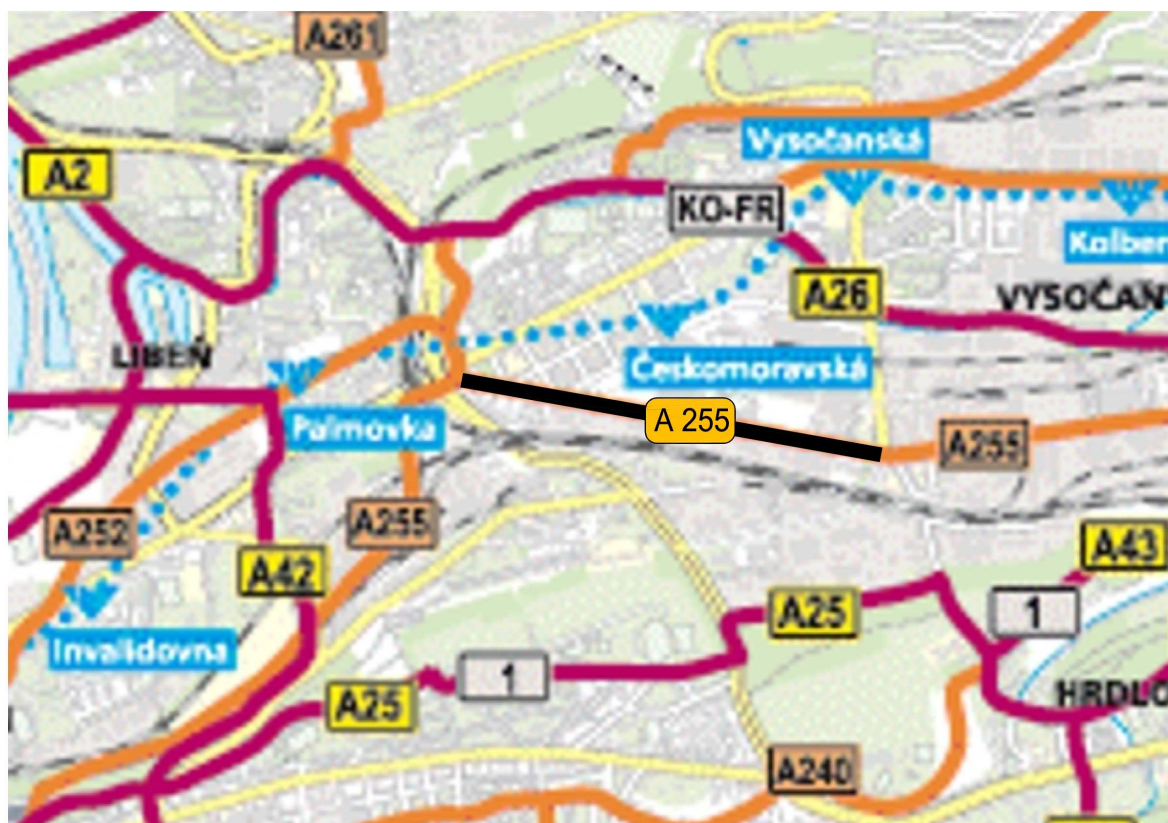 A261
Vysočanská
A2
KO-FR
Kolben
A26
VYSOČAN
LIBEŇ
Českomoravská
Palmovka
A 255
A255
A252
A255
A43
A42
1
A25
Invalidovna
1
A25
HRDLO
A240